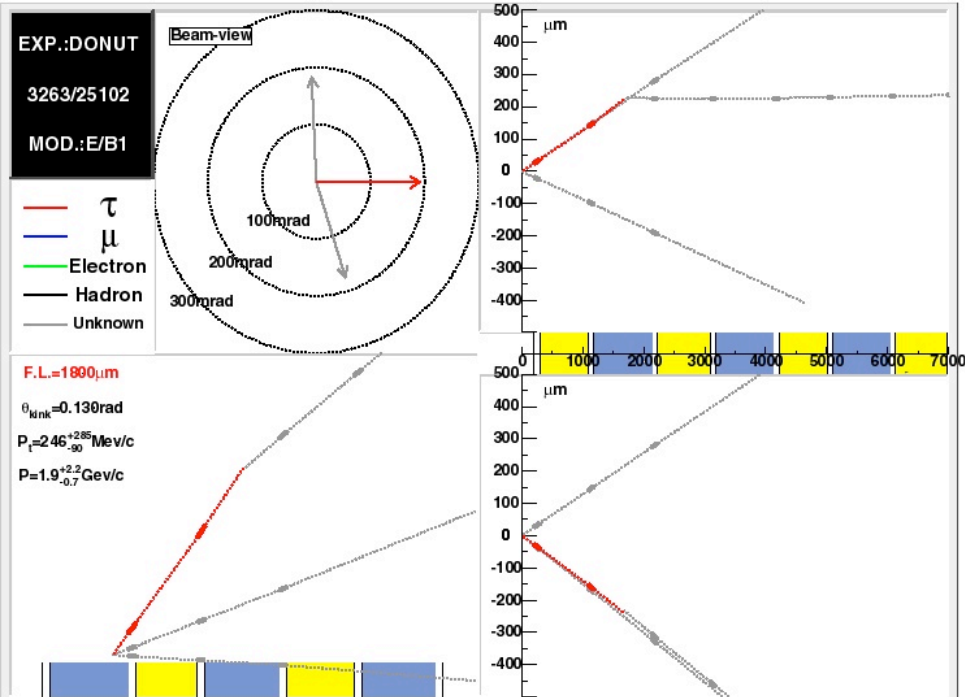 EXP.:DONUT
3263/25102
MOD.:E/B1
Beam-view
100mrad
200mrad
300mrad
τ
μ
Electron
Hadron
Unknown
500
μm
400
300
200
100
0
-100
-200
-300
-400
0
1000
2000
3000
4000
5000
6000
7000
F.L.=1800μm
θkink=0.130rad
Pt=246+285-90Mev/c
P=1.9+2.2-0.7Gev/c
500
μm
400
300
200
100
0
-100
-200
-300
-400